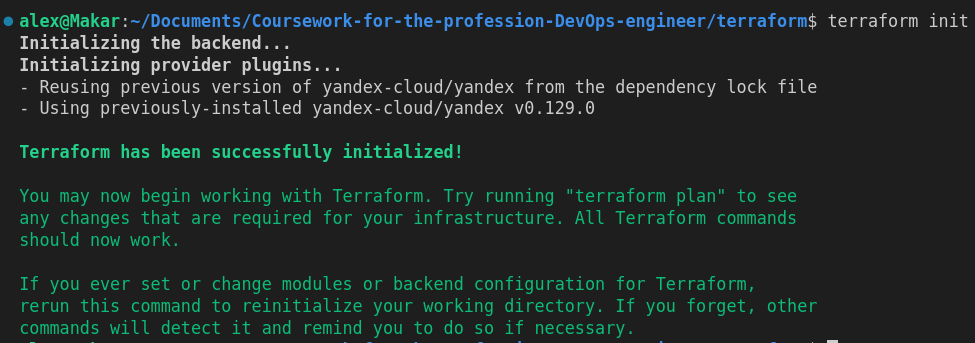 alex@Makar:~/Documents/Coursework-for-the-profession-DevOps-engineer/terraform$ terraform init
Initializing the backend...
Initializing provider plugins...
- Reusing previous version of yandex-cloud/yandex from the dependency lock file
- Using previously-installed yandex-cloud/yandex v0.129.0
Terraform has been successfully initialized!
You may now begin working with Terraform. Try running "terraform plan" to see
any changes that are required for your infrastructure. All Terraform commands
should now work.
If you ever set or change modules or backend configuration for Terraform,
rerun this command to reinitialize your working directory. If you forget, other
commands will detect it and remind you to do so if necessary.